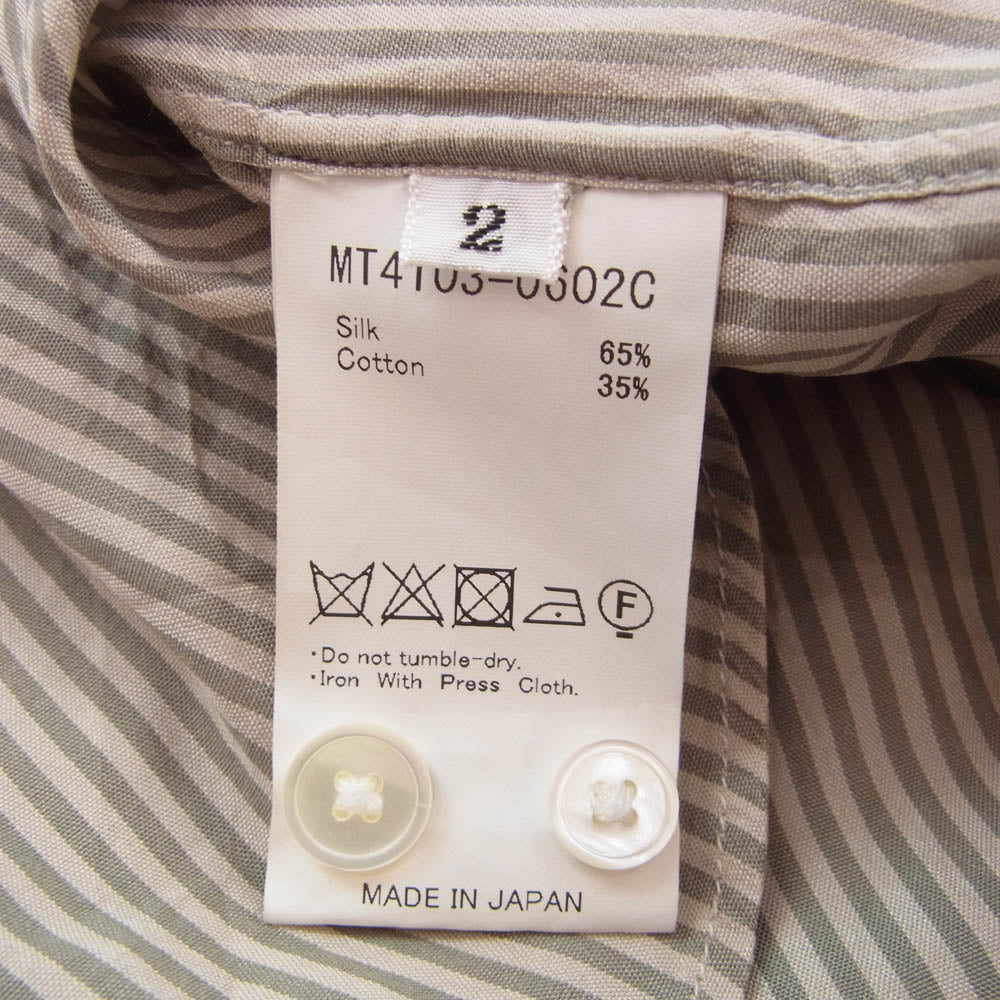 2
MT4103-0602C
Silk 65%
Cotton 35%
F
·Do not tumble-dry.
·Iron With Press Cloth.
MADE IN JAPAN